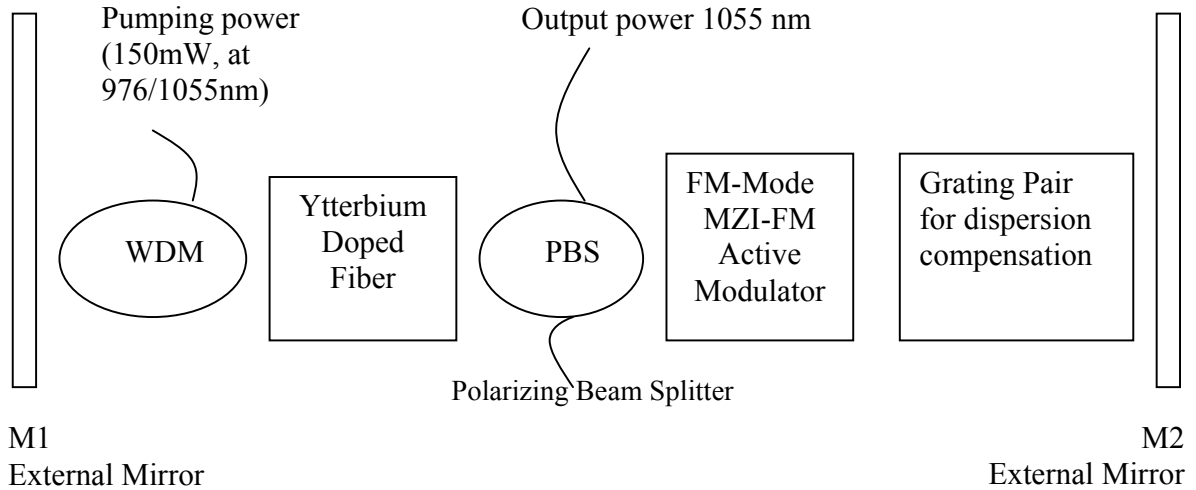 Pumping power
(150mW, at
976/1055nm)
Output power 1055 nm
WDM
Ytterbium
Doped
Fiber
PBS
FM-Mode
MZI-FM
Active
Modulator
Grating Pair
for dispersion
compensation
Polarizing Beam Splitter
M1
External Mirror
M2
External Mirror